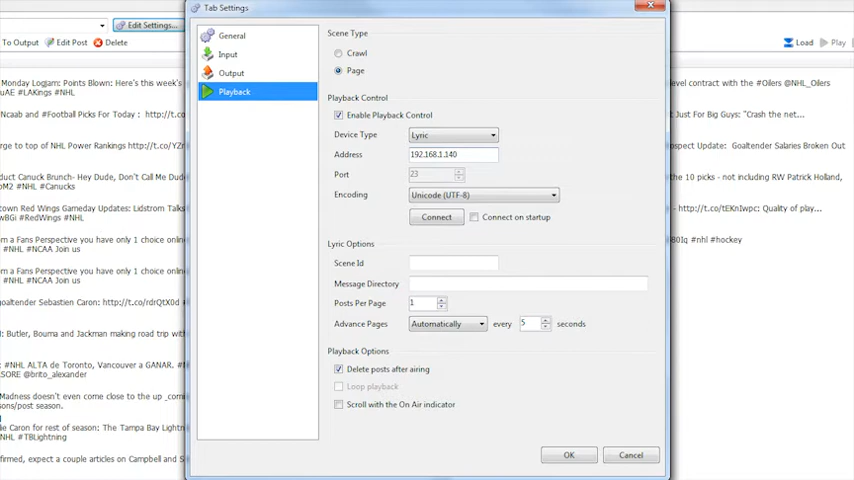 Tab Settings
Edit Settings...
To Output Edit Post Delete Load Play
General
Input
Output
Playback
Scene Type
Crawl
Page
Playback Control
Enable Playback Control
Device Type Lyric
Address 192.168.1.140
Port 23
Encoding Unicode (UTF-8)
Connect Connect on startup
Lyric Options
Scene Id
Message Directory
Posts Per Page 1
Advance Pages Automatically every 5 seconds
Playback Options
Delete posts after airing
Loop playback
Scroll with the On Air indicator
OK Cancel
Monday Logjam: Points Blown: Here's this week's
#LAKings #NHL
Ncaab and #Football Picks For Today : http://t.co
rge to top of NHL Power Rankings http://t.co/
duct Canuck Brunch- Hey Dude, Don't Call Me Dude
#NHL #Canucks
town Red Wings Gameday Updates: Lidstrom Talks
#RedWings #NHL
m a Fans Perspective you have only 1 choice online
#NHL #NCAA Join us
m a Fans Perspective you have only 1 choice online
#NHL #NCAA Join us
goaltender Sebastien Caron: http://t.co/rdrQtX0d
: Butler, Bouma and Jackman making road trip with
#NHL ALTA de Toronto, Vancouver a GANAR.
@brito_alexander
Madness doesn't even come close to the up
sons/post season.
lie Caron for rest of season: The Tampa Bay Lightn
#NHL #TBLightning
firmed, expect a couple articles on Campbell and S
level contract with the #Oilers @NHL_Oilers
Just For Big Guys: "Crash the net...
spect Update: Goaltender Salaries Broken Out
the 10 picks - not including RW Patrick Holland,
- http://t.co/tEKnIwpc: Quality of play...
#nhl #hockey